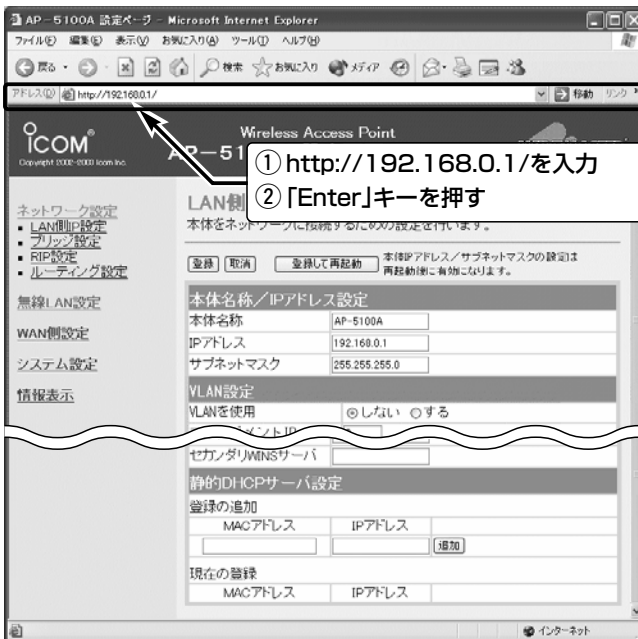 AP-5100A 設定ページ - Microsoft Internet Explorer
ファイル(F) 編集(E) 表示(V) お気に入り(A) ツール(T) ヘルプ(H)
戻る 検索 お気に入り メディア
アドレス(D) http://192.168.0.1/ 移動 リンク
ICOM®
Copyright 2002-2003 Icom Inc.
Wireless Access Point
AP-51
① http://192.168.0.1/を入力
② 「Enter」キーを押す
ネットワーク設定
LAN側IP設定
ブリッジ設定
RIP設定
ルーティング設定
無線LAN設定
WAN側設定
システム設定
情報表示
LAN側
本体をネットワークに接続するための設定を行います。
登録 取消 登録して再起動 本体IPアドレス/サブネットマスクの設定は
再起動後に有効になります。
本体名称/IPアドレス設定
本体名称 AP-5100A
IPアドレス 192.168.0.1
サブネットマスク 255.255.255.0
VLAN設定
VLANを使用 しない する
セカンダリWINSサーバ
静的DHCPサーバ設定
登録の追加
MACアドレス IPアドレス
追加
現在の登録
MACアドレス IPアドレス
インターネット